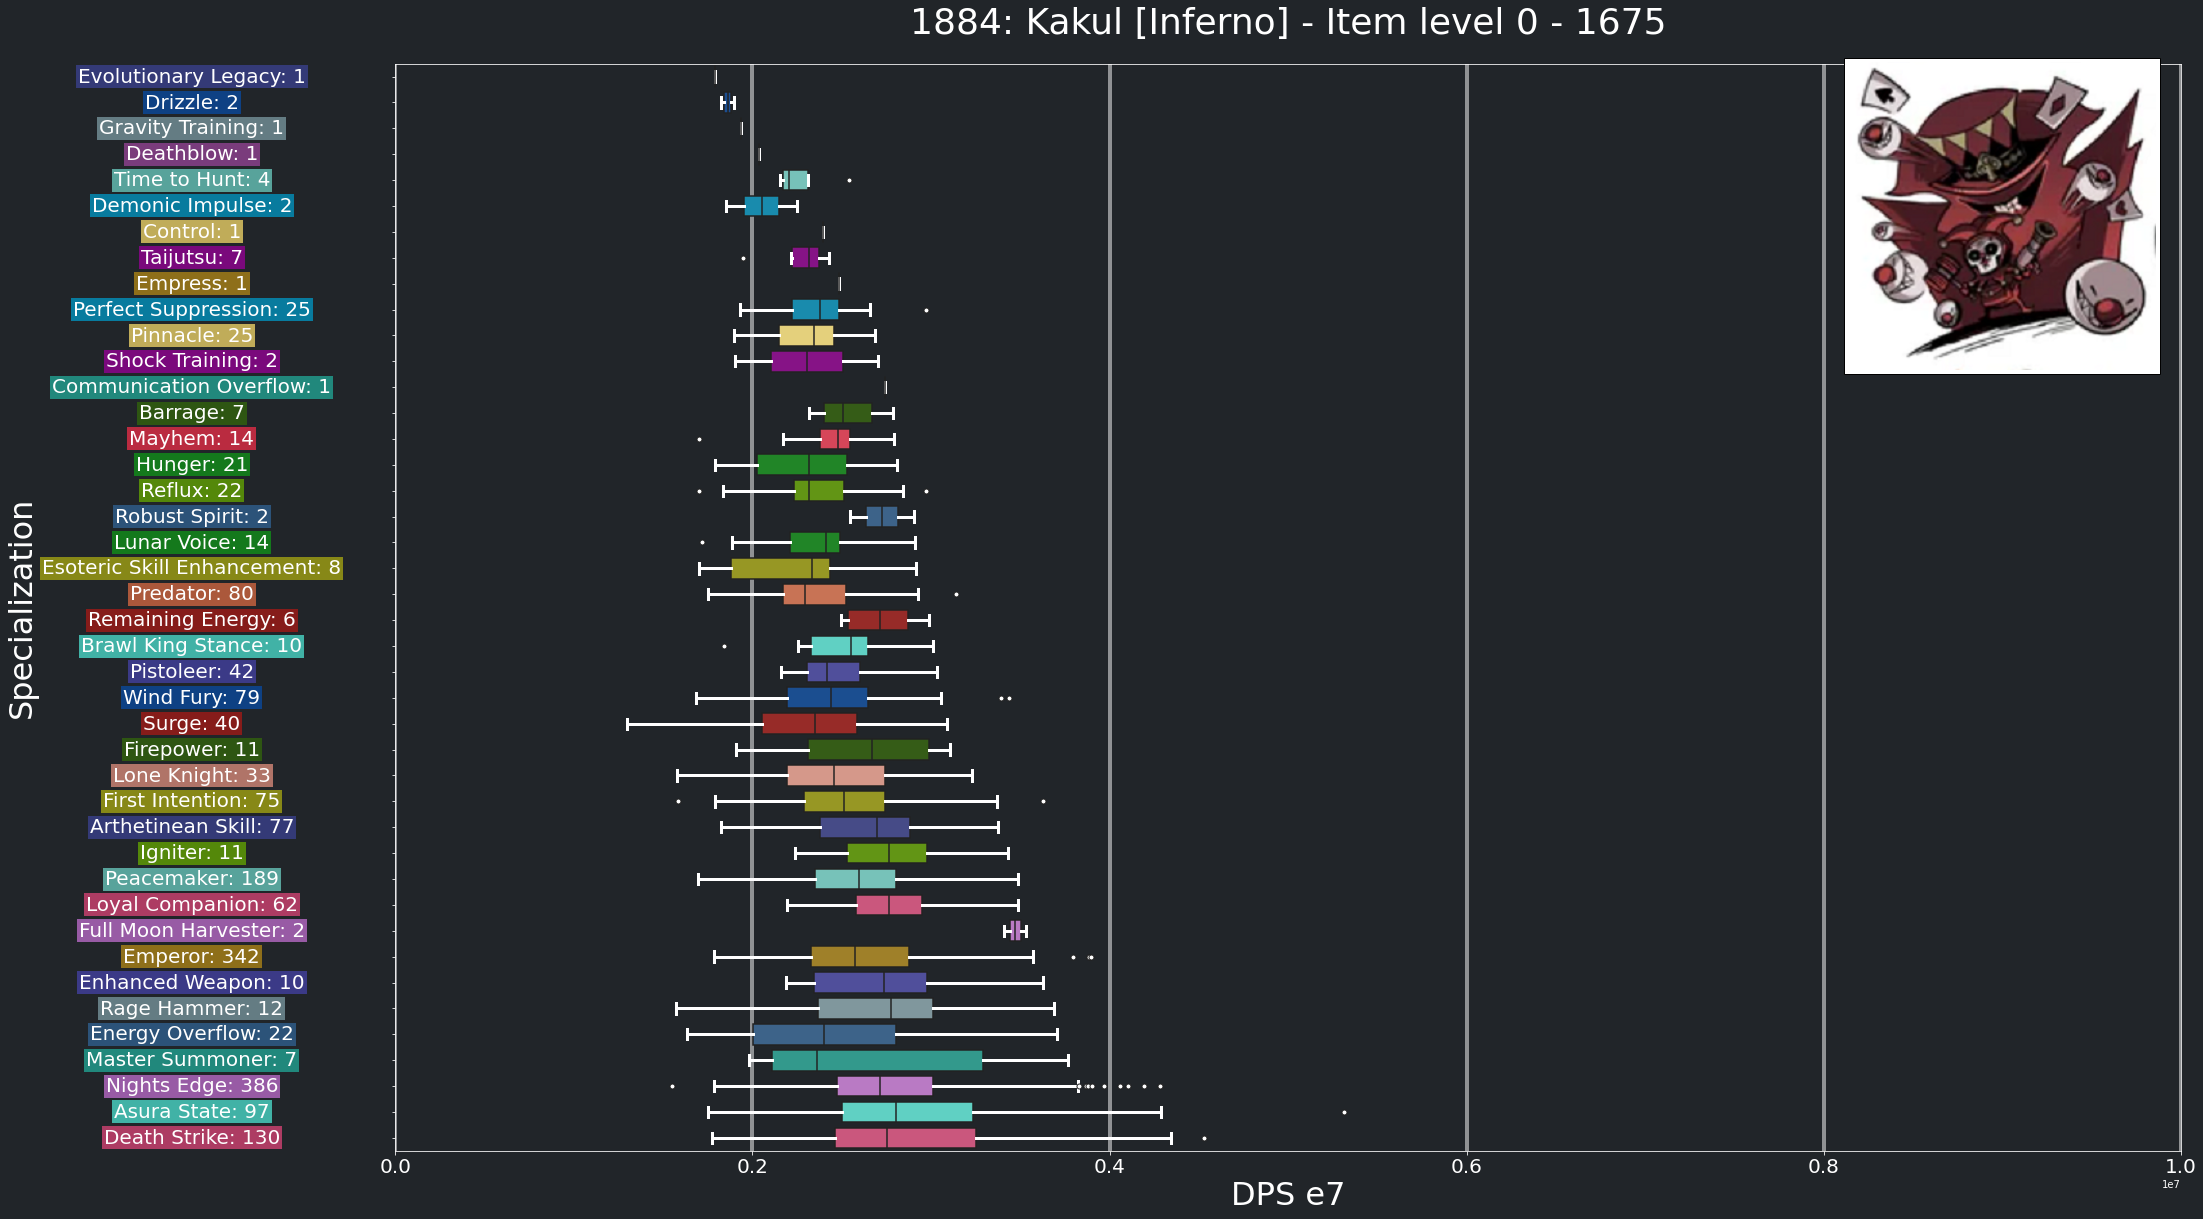 1884: Kakul [Inferno] - Item level 0 - 1675
Specialization
Evolutionary Legacy: 1
Drizzle: 2
Gravity Training: 1
Deathblow: 1
Time to Hunt: 4
Demonic Impulse: 2
Control: 1
Taijutsu: 7
Empress: 1
Perfect Suppression: 25
Pinnacle: 25
Shock Training: 2
Communication Overflow: 1
Barrage: 7
Mayhem: 14
Hunger: 21
Reflux: 22
Robust Spirit: 2
Lunar Voice: 14
Esoteric Skill Enhancement: 8
Predator: 80
Remaining Energy: 6
Brawl King Stance: 10
Pistoleer: 42
Wind Fury: 79
Surge: 40
Firepower: 11
Lone Knight: 33
First Intention: 75
Arthetinean Skill: 77
Igniter: 11
Peacemaker: 189
Loyal Companion: 62
Full Moon Harvester: 2
Emperor: 342
Enhanced Weapon: 10
Rage Hammer: 12
Energy Overflow: 22
Master Summoner: 7
Nights Edge: 386
Asura State: 97
Death Strike: 130
0.0 0.2 0.4 0.6 0.8 1.0
1e7
DPS e7